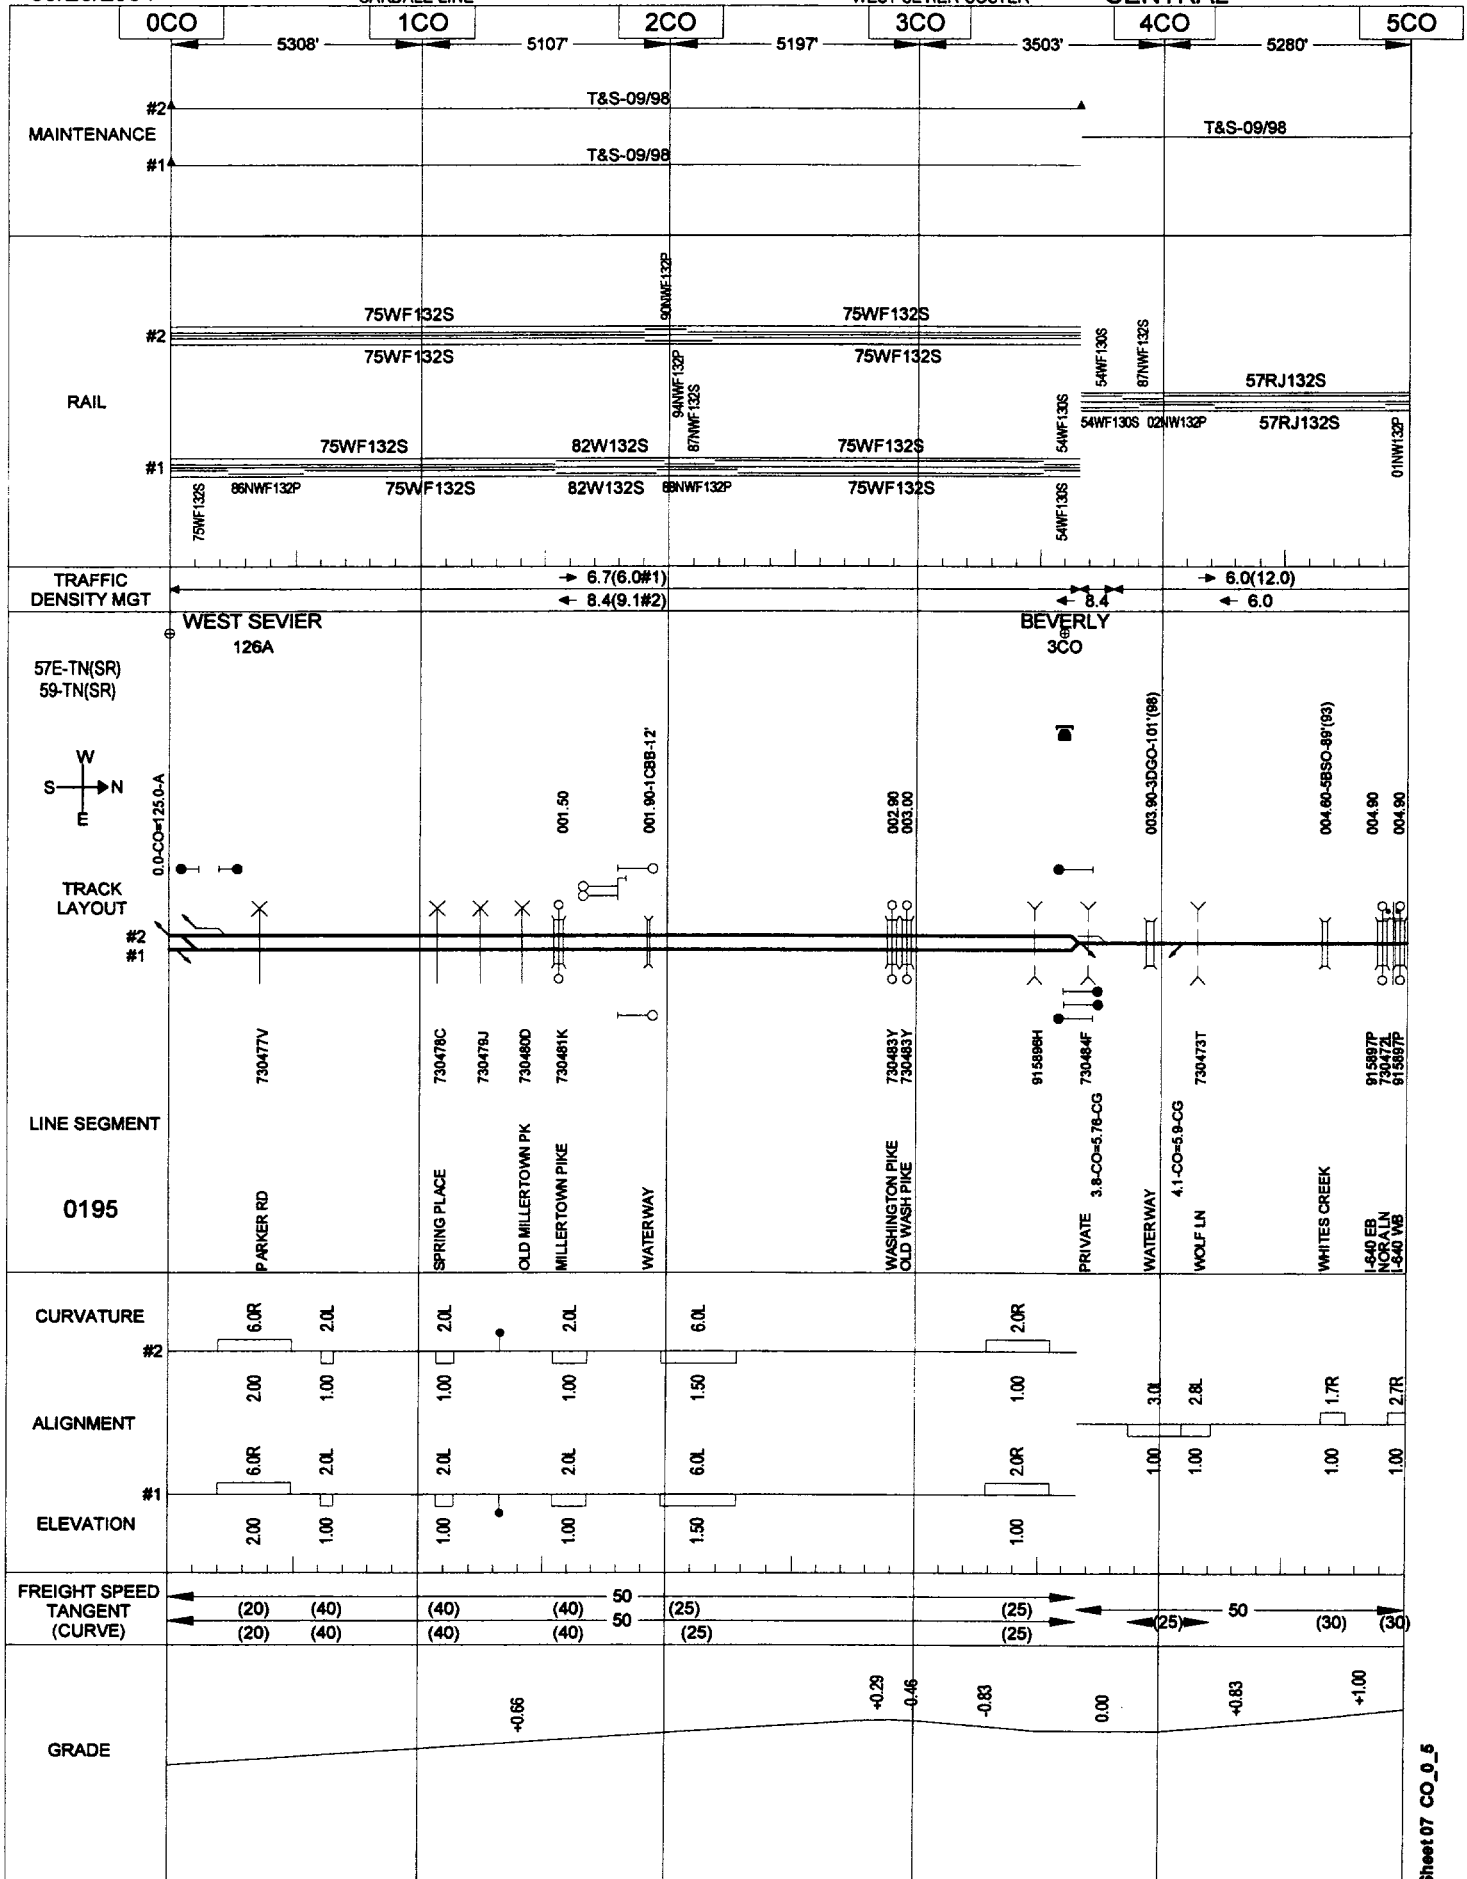 0CO 1CO 2CO 3CO 4CO 5CO
5308' 5107' 5197' 3503' 5280'
#2 T&S-09/98
MAINTENANCE T&S-09/98
#1 T&S-09/98
90NWF132P
75WF132S 75WF132S
#2
75WF132S 75WF132S
54WF130S 87NWF132S
57RJ132S
RAIL
94NWF132P
87NWF132S
54WF130S
54WF130S 02NW132P 57RJ132S
01NW132P
75WF132S 82W132S 75WF132S
#1
75WF132S
86NWF132P 75WF132S 82W132S 88NWF132P 75WF132S
54WF130S
TRAFFIC
DENSITY MGT
6.7(6.0#1) 6.0(12.0)
8.4(9.1#2) 8.4 6.0
WEST SEVIER BEVERLY
126A 3CO
57E-TN(SR)
59-TN(SR)
W
S N
E
0.0-CO=125.0-A
001.50
001.90-1CBB-12'
002.90
003.00
003.90-3DGO-101'(98)
004.60-5BSO-89'(93)
004.90
004.90
TRACK
LAYOUT
#2
#1
730477V
730478C
730479J
730480D
730481K
730483Y
730483Y
915896H
730484F
730473T
915897P
730472L
915897P
LINE SEGMENT
0195
PARKER RD
SPRING PLACE
OLD MILLERTOWN PK
MILLERTOWN PIKE
WATERWAY
WASHINGTON PIKE
OLD WASH PIKE
PRIVATE
3.8-CO=5.76-CG
WATERWAY
4.1-CO=5.9-CG
WOLF LN
WHITES CREEK
I-640 EB
NORA LN
I-640 WB
CURVATURE
6.0R 2.0L 2.0L 2.0L 6.0L 2.0R
#2
2.00 1.00 1.00 1.00 1.50 1.00
3.0L 2.8L 1.7R 2.7R
ALIGNMENT
1.00 1.00 1.00 1.00
6.0R 2.0L 2.0L 2.0L 6.0L 2.0R
#1
ELEVATION
2.00 1.00 1.00 1.00 1.50 1.00
FREIGHT SPEED
TANGENT
(CURVE)
50
(20) (40) (40) (40) (25) (25)
50
(20) (40) (40) (40) (25) (25)
50
(25) (30) (30)
GRADE
+0.66 +0.29 -0.46 -0.83 0.00 +0.83 +1.00
Sheet 07 CO_0_5